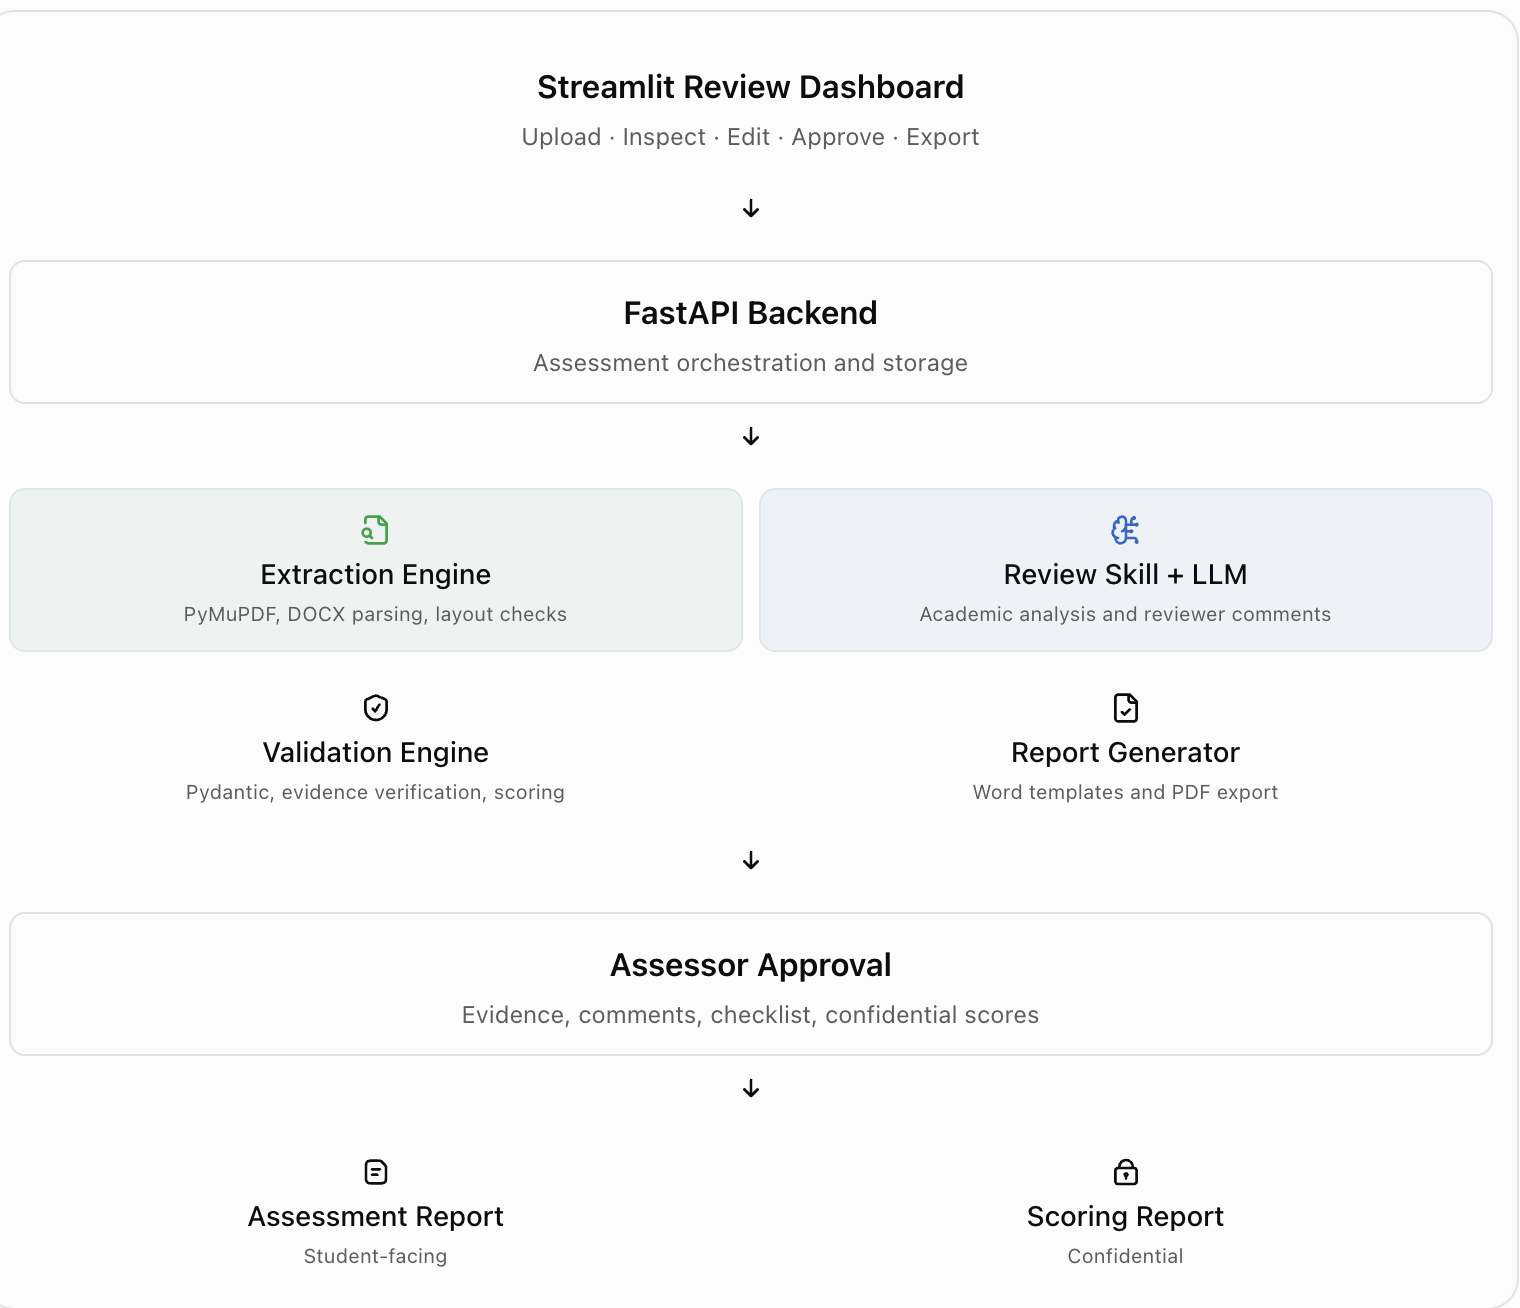 Streamlit Review Dashboard
Upload · Inspect · Edit · Approve · Export
FastAPI Backend
Assessment orchestration and storage
Extraction Engine
PyMuPDF, DOCX parsing, layout checks
Review Skill + LLM
Academic analysis and reviewer comments
Validation Engine
Pydantic, evidence verification, scoring
Report Generator
Word templates and PDF export
Assessor Approval
Evidence, comments, checklist, confidential scores
Assessment Report
Student-facing
Scoring Report
Confidential